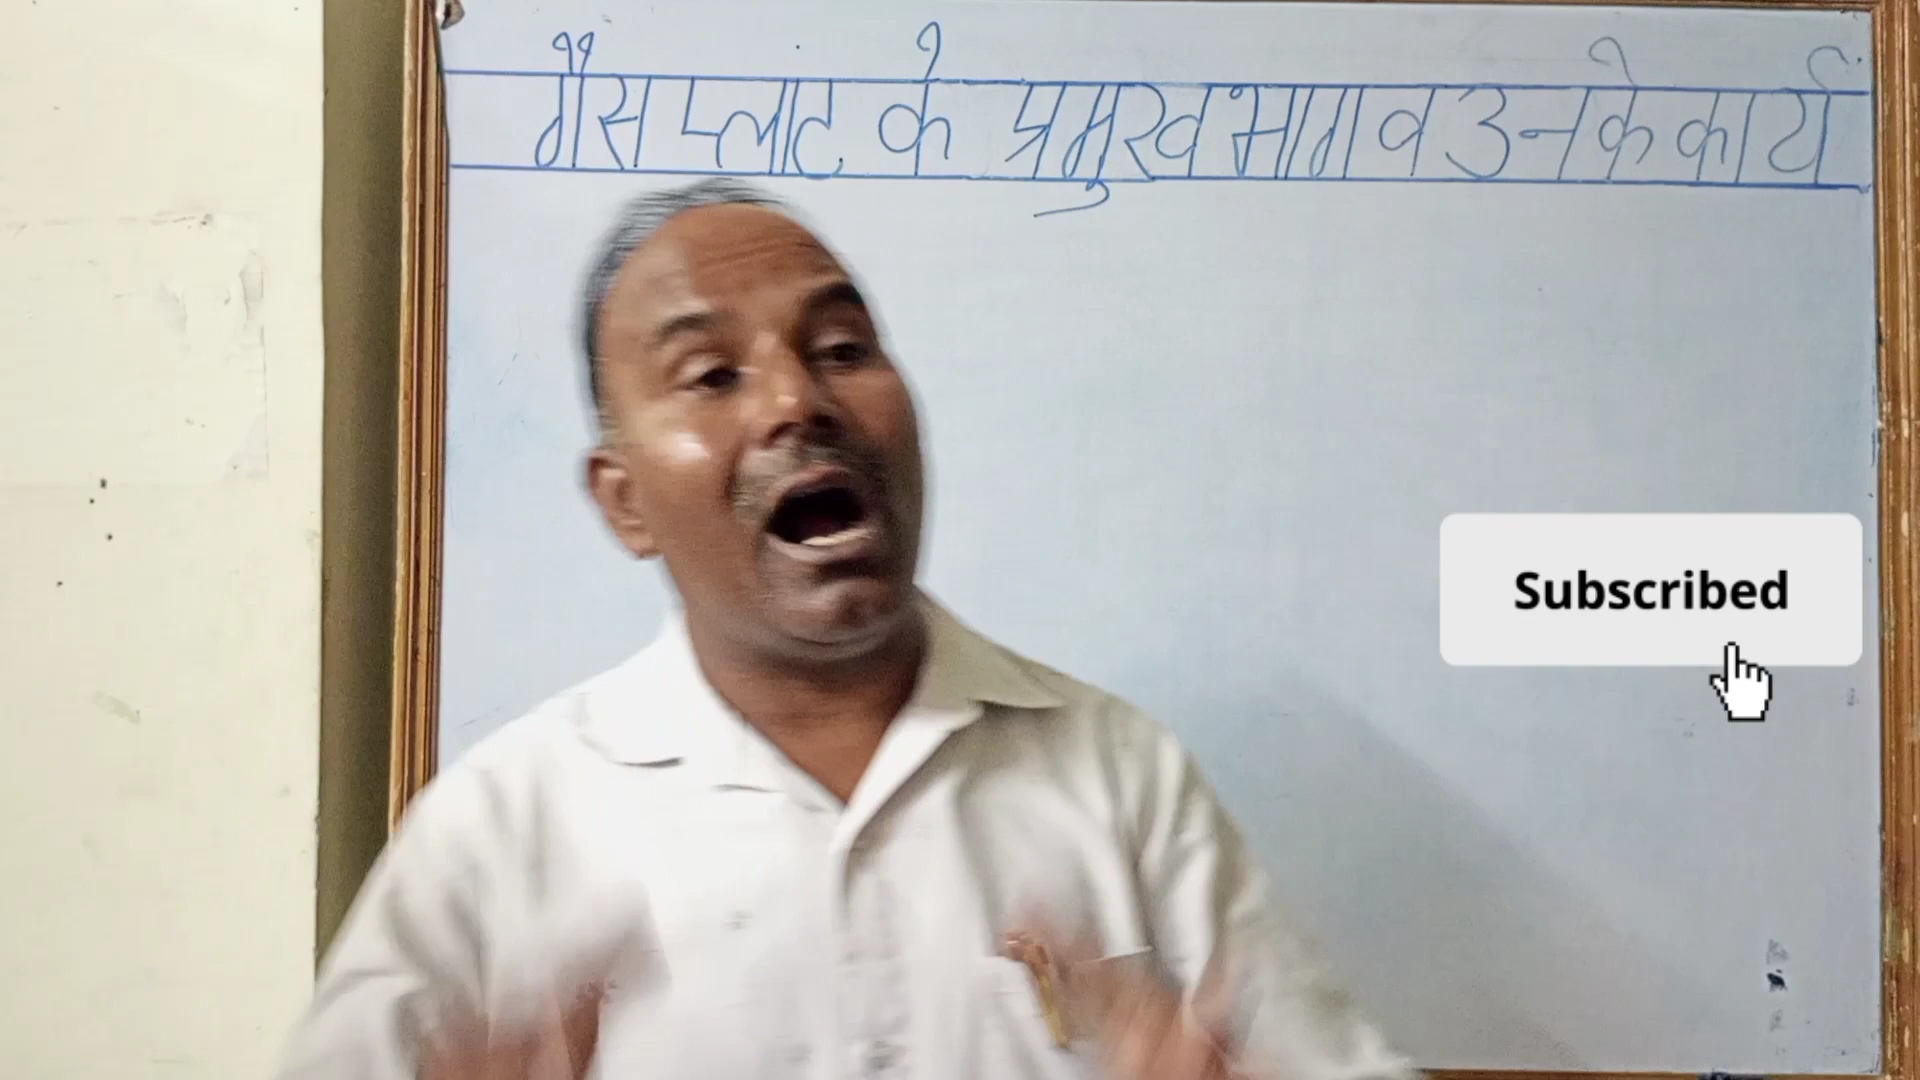 गैस प्लांट के प्रमुख भाग व उनके कार्य
Subscribed